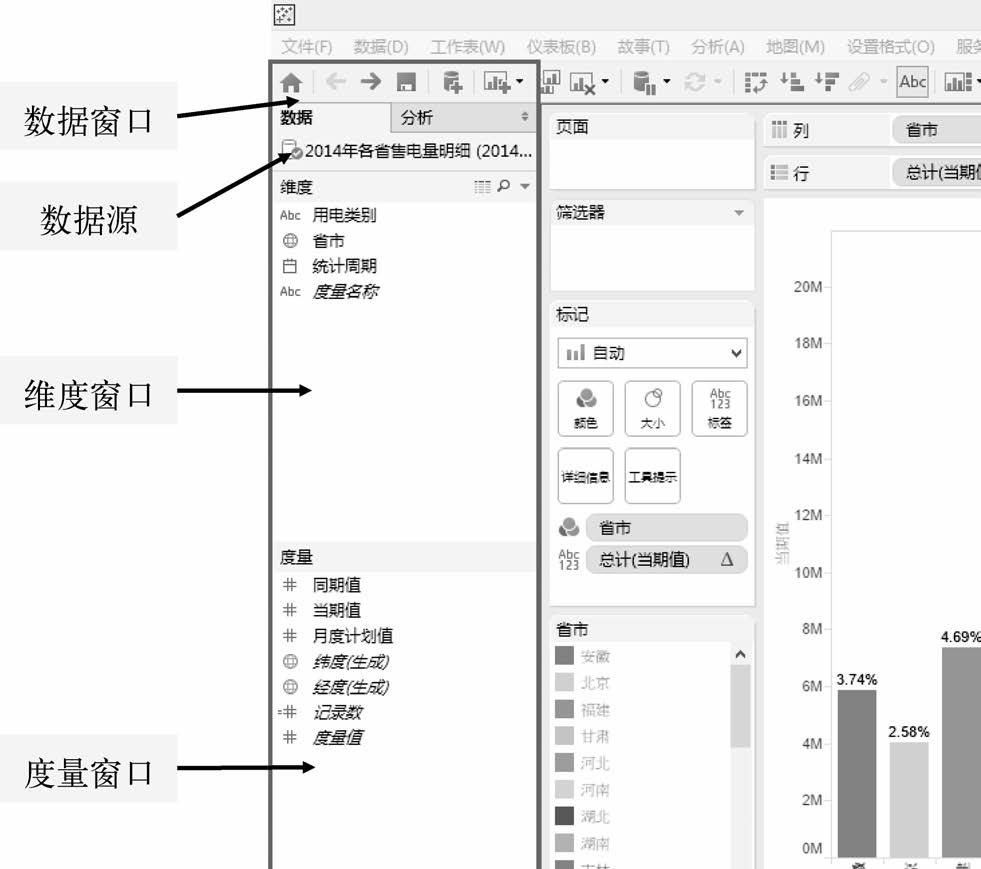 文件(F) 数据(D) 工作表(W) 仪表板(B) 故事(T) 分析(A) 地图(M) 设置格式(O) 服务
Abc
数据窗口
数据 分析
2014年各省售电量明细 (2014...
数据源
维度
Abc 用电类别
省市
统计周期
Abc 度量名称
维度窗口
度量
同期值
当期值
月度计划值
纬度(生成)
经度(生成)
记录数
度量值
度量窗口
页面
筛选器
标记
自动
颜色 大小 Abc 123 标签
详细信息 工具提示
省市
Abc 123 总计(当期值) Δ
省市
安徽
北京
福建
甘肃
河北
河南
湖北
湖南
吉林
列 省市
行 总计(当期值
当期值
20M
18M
16M
14M
12M
10M
8M
6M
4M
2M
0M
3.74%
2.58%
4.69%